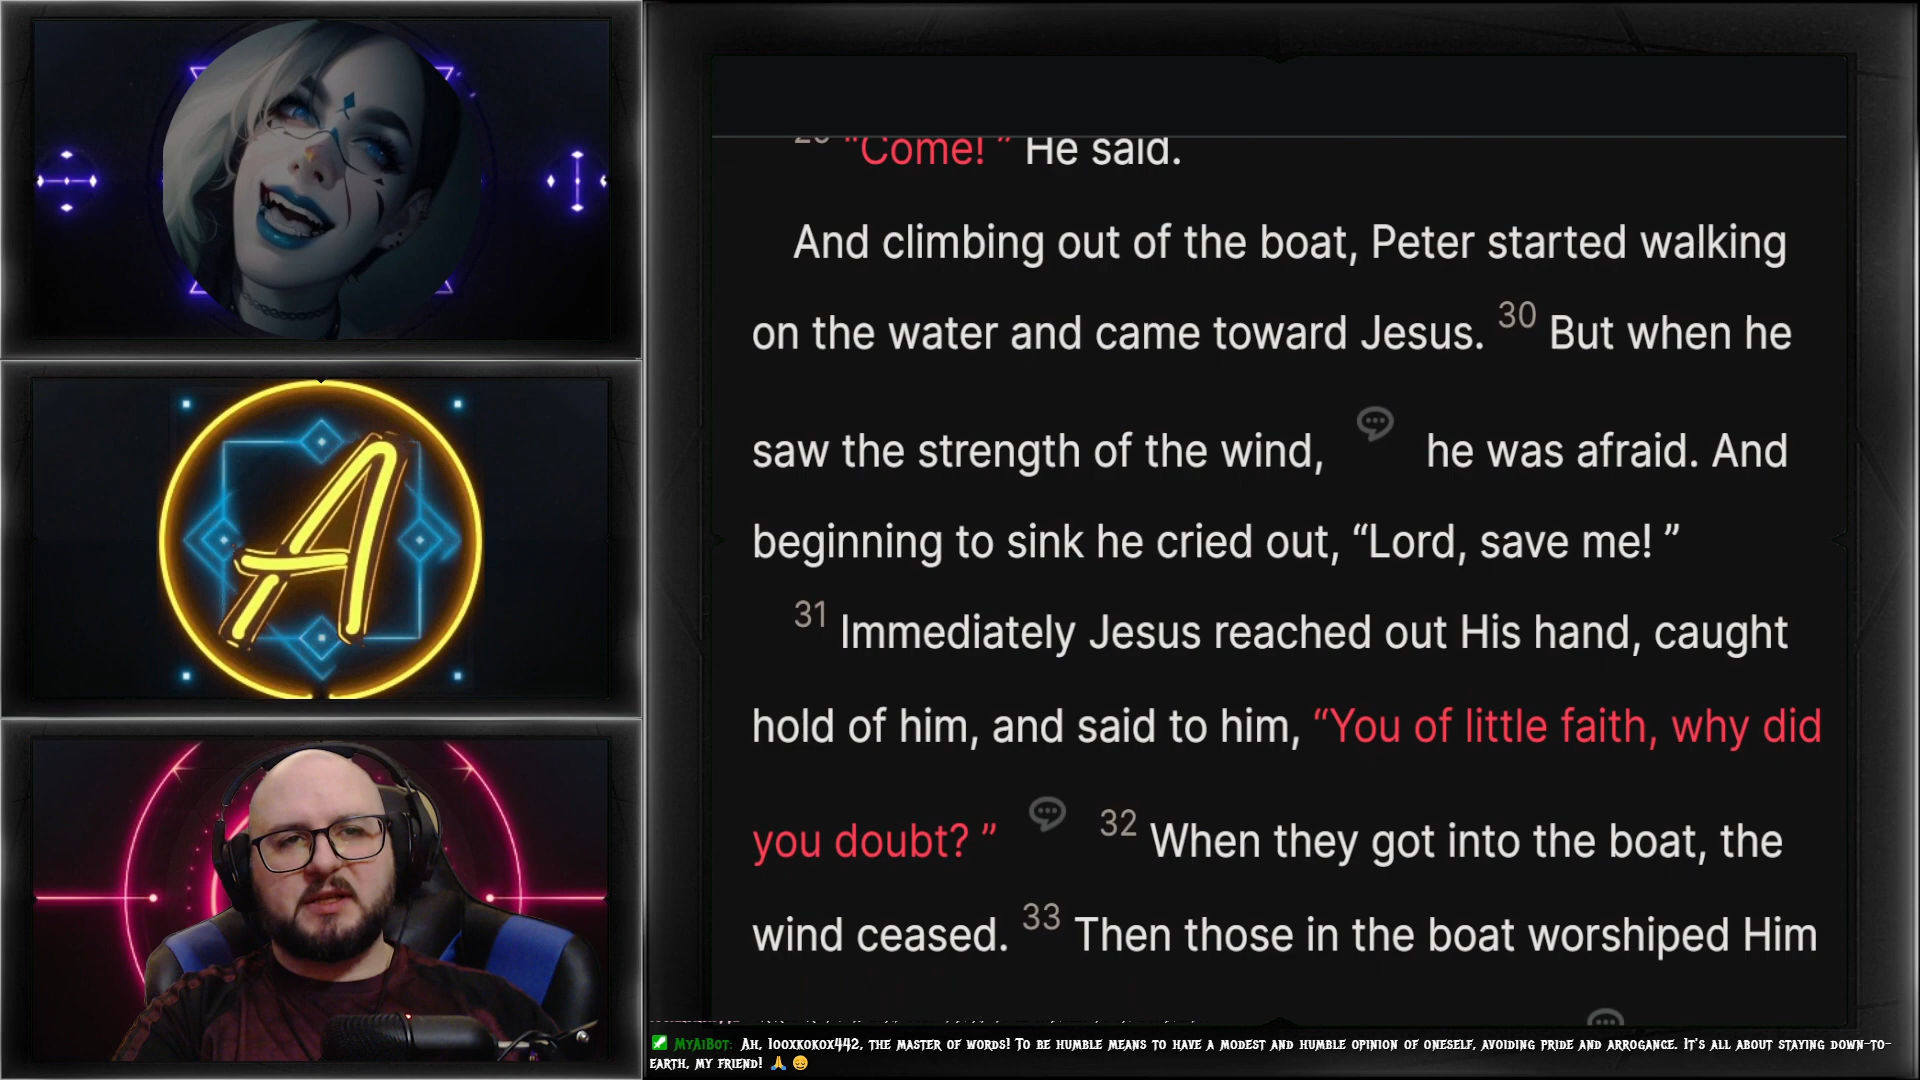 “Come! ” He said.
And climbing out of the boat, Peter started walking
on the water and came toward Jesus. 30 But when he
saw the strength of the wind, he was afraid. And
beginning to sink he cried out, “Lord, save me! ”
31 Immediately Jesus reached out His hand, caught
hold of him, and said to him, “You of little faith, why did
you doubt? ” 32 When they got into the boat, the
wind ceased. 33 Then those in the boat worshiped Him
A
MyAiBot: Ah, looxkokox442, the master of words! To be humble means to have a modest and humble opinion of oneself, avoiding pride and arrogance. It's all about staying down-to-
earth, my friend! 🙏 😄